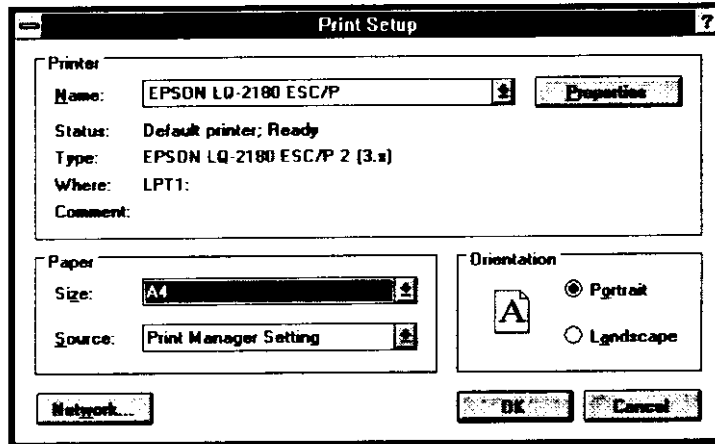 Print Setup ?
Printer
Name: EPSON LQ-2180 ESC/P Properties
Status: Default printer; Ready
Type: EPSON LQ-2180 ESC/P 2 (3.x)
Where: LPT1:
Comment:
Paper
Size: A4
Source: Print Manager Setting
Orientation
A
Portrait
Landscape
Network... OK Cancel